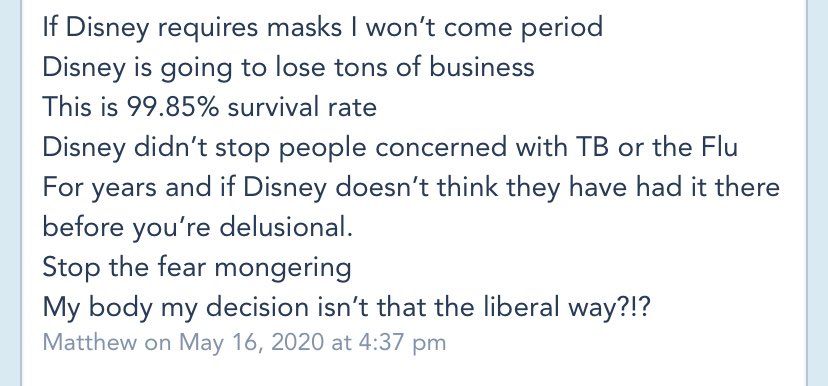 If Disney requires masks I won’t come period
Disney is going to lose tons of business
This is 99.85% survival rate
Disney didn’t stop people concerned with TB or the Flu
For years and if Disney doesn’t think they have had it there
before you’re delusional.
Stop the fear mongering
My body my decision isn’t that the liberal way?!?
Matthew on May 16, 2020 at 4:37 pm